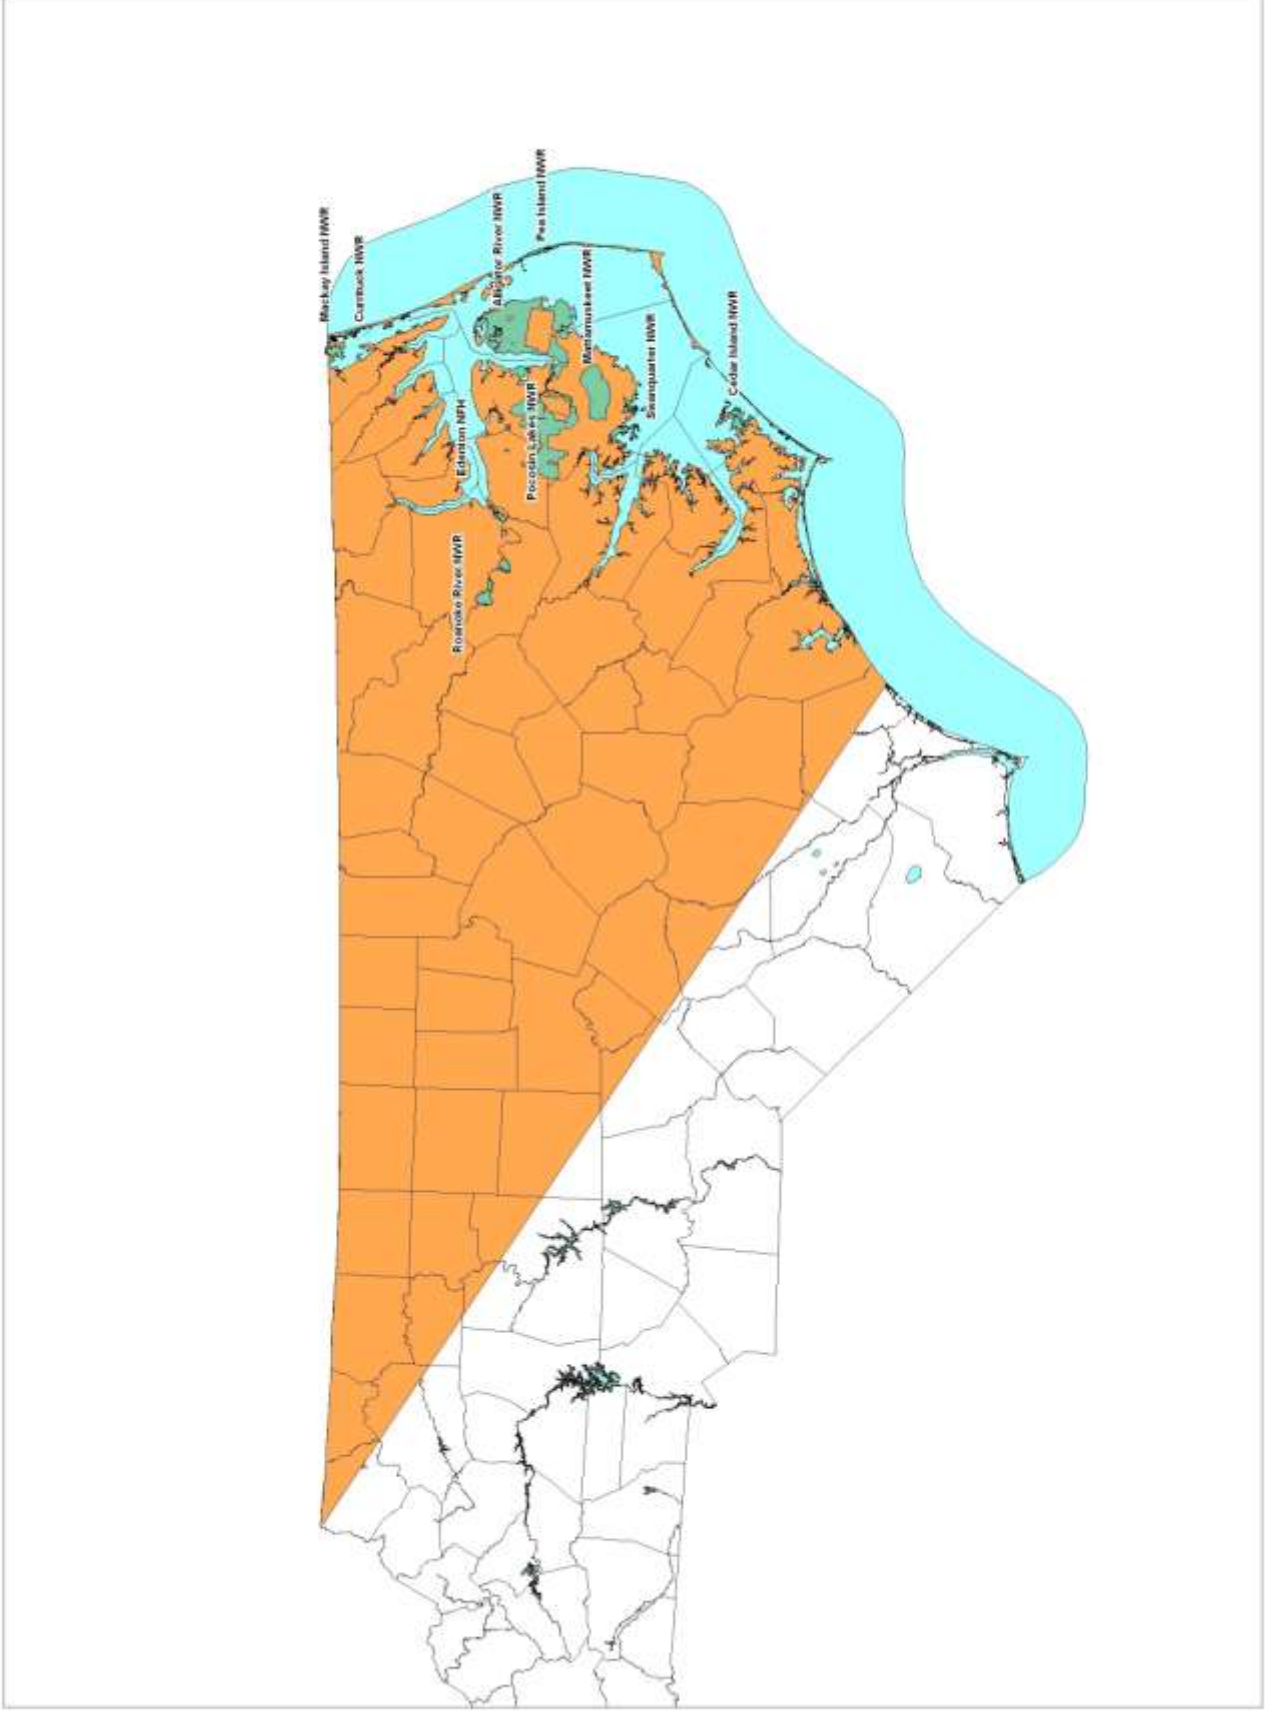 Mackay Island NWR
Currituck NWR
Edenton NFH
Roanoke River NWR
Alligator River NWR
Pocosin Lakes NWR
Pea Island NWR
Mattamuskeet NWR
Swanquarter NWR
Cedar Island NWR